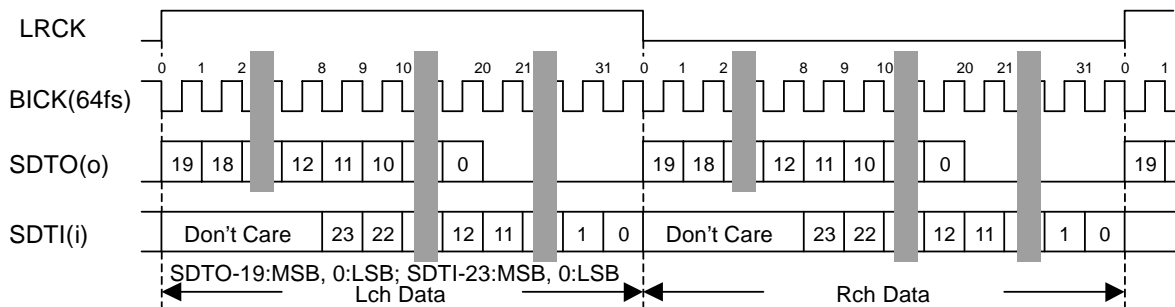 LRCK
0 1 2 8 9 10 20 21 31 0 1 2 8 9 10 20 21 31 0 1
BICK(64fs)
SDTO(o) 19 18 12 11 10 0 19 18 12 11 10 0 19
SDTI(i) Don't Care 23 22 12 11 1 0 Don't Care 23 22 12 11 1 0
SDTO-19:MSB, 0:LSB; SDTI-23:MSB, 0:LSB
Lch Data Rch Data